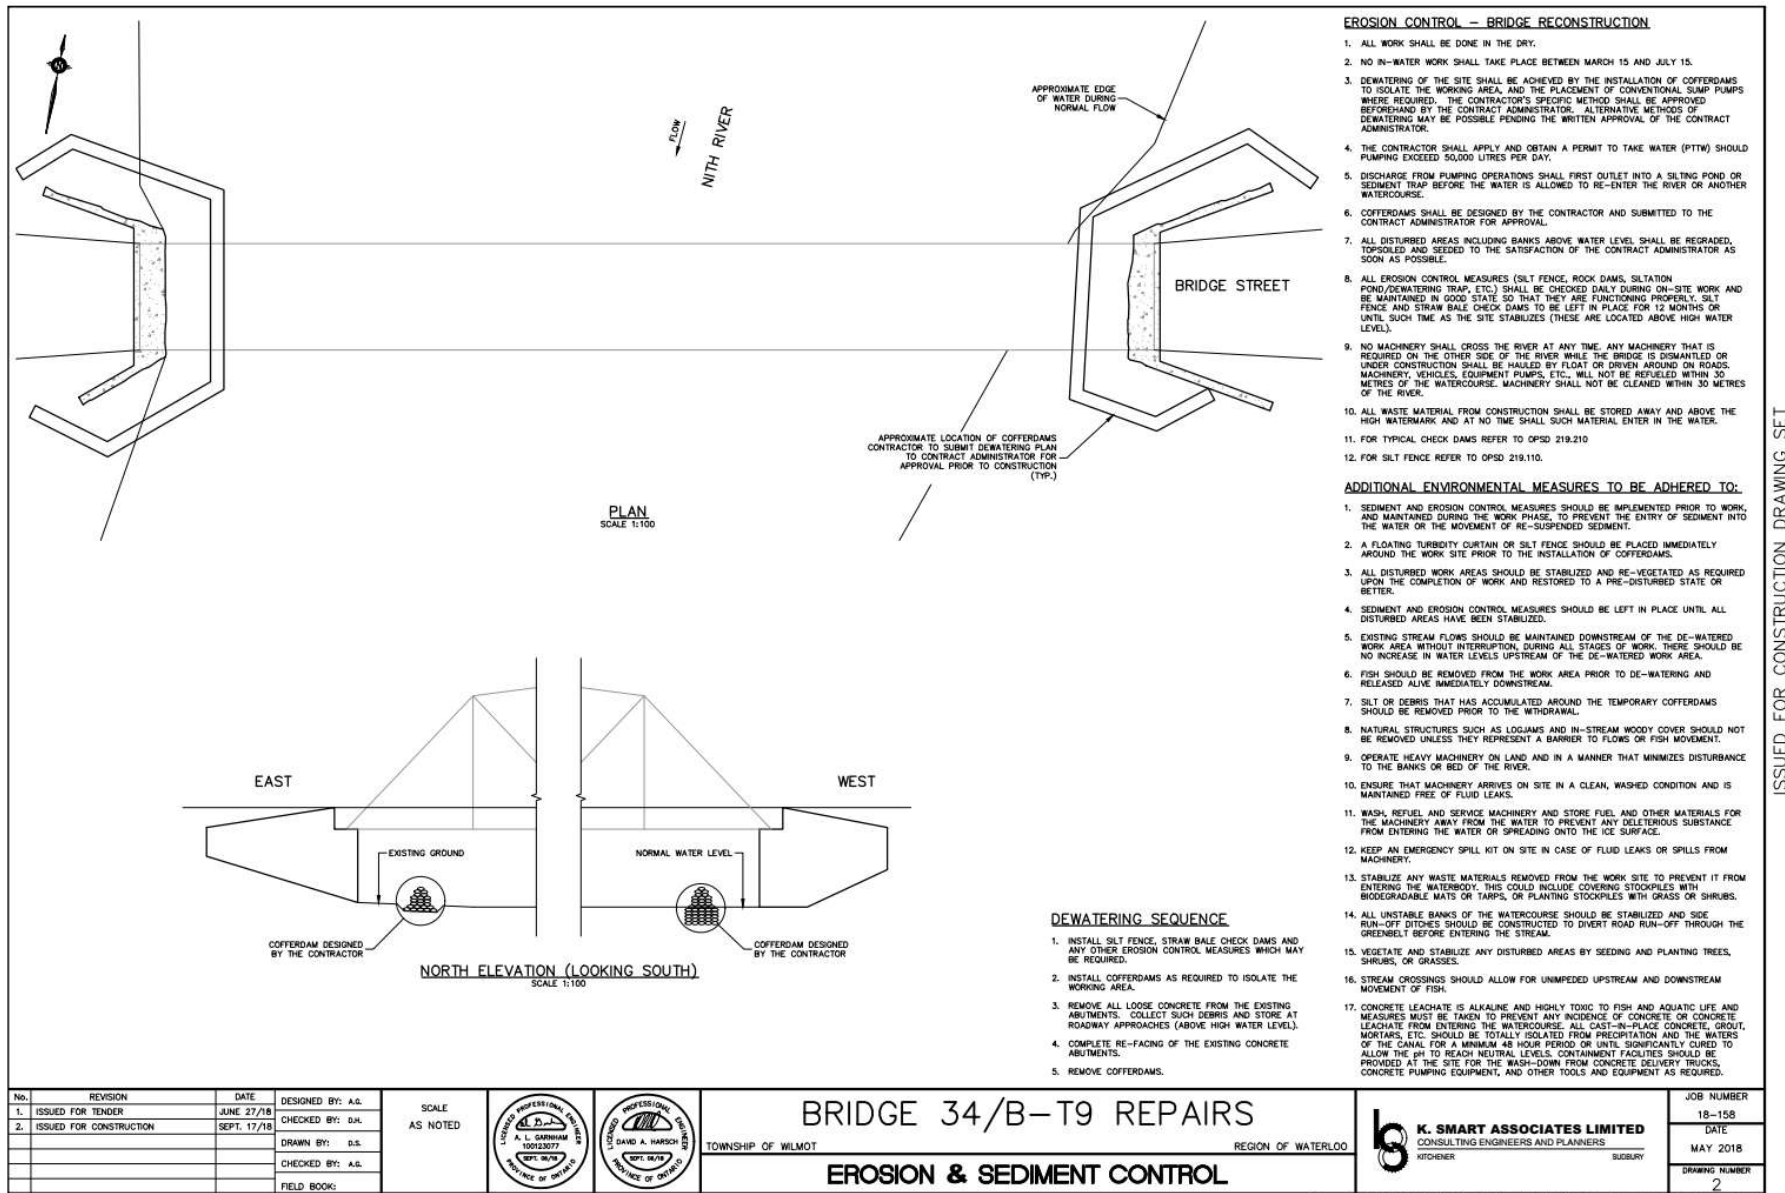 APPROXIMATE EDGE
OF WATER DURING
NORMAL FLOW
FLOW
NITH RIVER
BRIDGE STREET
APPROXIMATE LOCATION OF COFFERDAMS
CONTRACTOR TO SUBMIT DEWATERING PLAN
TO CONTRACT ADMINISTRATOR FOR
APPROVAL PRIOR TO CONSTRUCTION
(TYP.)
PLAN
SCALE 1:100
EAST
WEST
EXISTING GROUND
NORMAL WATER LEVEL
COFFERDAM DESIGNED
BY THE CONTRACTOR
COFFERDAM DESIGNED
BY THE CONTRACTOR
NORTH ELEVATION (LOOKING SOUTH)
SCALE 1:100
DEWATERING SEQUENCE
1. INSTALL SILT FENCE, STRAW BALE CHECK DAMS AND
ANY OTHER EROSION CONTROL MEASURES WHICH MAY
BE REQUIRED.
2. INSTALL COFFERDAMS AS REQUIRED TO ISOLATE THE
WORKING AREA.
3. REMOVE ALL LOOSE CONCRETE FROM THE EXISTING
ABUTMENTS. COLLECT SUCH DEBRIS AND STORE AT
ROADWAY APPROACHES (ABOVE HIGH WATER LEVEL).
4. COMPLETE RE-FACING OF THE EXISTING CONCRETE
ABUTMENTS.
5. REMOVE COFFERDAMS.
EROSION CONTROL - BRIDGE RECONSTRUCTION
1. ALL WORK SHALL BE DONE IN THE DRY.
2. NO IN-WATER WORK SHALL TAKE PLACE BETWEEN MARCH 15 AND JULY 15.
3. DEWATERING OF THE SITE SHALL BE ACHIEVED BY THE INSTALLATION OF COFFERDAMS
TO ISOLATE THE WORKING AREA, AND THE PLACEMENT OF CONVENTIONAL SUMP PUMPS
WHERE REQUIRED. THE CONTRACTOR'S SPECIFIC METHOD SHALL BE APPROVED
BEFOREHAND BY THE CONTRACT ADMINISTRATOR. ALTERNATIVE METHODS OF
DEWATERING MAY BE POSSIBLE PENDING THE WRITTEN APPROVAL OF THE CONTRACT
ADMINISTRATOR.
4. THE CONTRACTOR SHALL APPLY AND OBTAIN A PERMIT TO TAKE WATER (PTTW) SHOULD
PUMPING EXCEEED 50,000 LITRES PER DAY.
5. DISCHARGE FROM PUMPING OPERATIONS SHALL FIRST OUTLET INTO A SILTING POND OR
SEDIMENT TRAP BEFORE THE WATER IS ALLOWED TO RE-ENTER THE RIVER OR ANOTHER
WATERCOURSE.
6. COFFERDAMS SHALL BE DESIGNED BY THE CONTRACTOR AND SUBMITTED TO THE
CONTRACT ADMINISTRATOR FOR APPROVAL.
7. ALL DISTURBED AREAS INCLUDING BANKS ABOVE WATER LEVEL SHALL BE REGRADED,
TOPSOILED AND SEEDED TO THE SATISFACTION OF THE CONTRACT ADMINISTRATOR AS
SOON AS POSSIBLE.
8. ALL EROSION CONTROL MEASURES (SILT FENCE, ROCK DAMS, SILTATION
POND/DEWATERING TRAP, ETC.) SHALL BE CHECKED DAILY DURING ON-SITE WORK AND
BE MAINTAINED IN GOOD STATE SO THAT THEY ARE FUNCTIONING PROPERLY. SILT
FENCE AND STRAW BALE CHECK DAMS TO BE LEFT IN PLACE FOR 12 MONTHS OR
UNTIL SUCH TIME AS THE SITE STABILIZES (THESE ARE LOCATED ABOVE HIGH WATER
LEVEL).
9. NO MACHINERY SHALL CROSS THE RIVER AT ANY TIME. ANY MACHINERY THAT IS
REQUIRED ON THE OTHER SIDE OF THE RIVER WHILE THE BRIDGE IS DISMANTLED OR
UNDER CONSTRUCTION SHALL BE HAULED BY FLOAT OR DRIVEN AROUND ON ROADS.
MACHINERY, VEHICLES, EQUIPMENT PUMPS, ETC., WILL NOT BE REFUELED WITHIN 30
METRES OF THE WATERCOURSE. MACHINERY SHALL NOT BE CLEANED WITHIN 30 METRES
OF THE RIVER.
10. ALL WASTE MATERIAL FROM CONSTRUCTION SHALL BE STORED AWAY AND ABOVE THE
HIGH WATERMARK AND AT NO TIME SHALL SUCH MATERIAL ENTER IN THE WATER.
11. FOR TYPICAL CHECK DAMS REFER TO OPSD 219.210
12. FOR SILT FENCE REFER TO OPSD 219.110.
ADDITIONAL ENVIRONMENTAL MEASURES TO BE ADHERED TO:
1. SEDIMENT AND EROSION CONTROL MEASURES SHOULD BE IMPLEMENTED PRIOR TO WORK,
AND MAINTAINED DURING THE WORK PHASE, TO PREVENT THE ENTRY OF SEDIMENT INTO
THE WATER OR THE MOVEMENT OF RE-SUSPENDED SEDIMENT.
2. A FLOATING TURBIDITY CURTAIN OR SILT FENCE SHOULD BE PLACED IMMEDIATELY
AROUND THE WORK SITE PRIOR TO THE INSTALLATION OF COFFERDAMS.
3. ALL DISTURBED WORK AREAS SHOULD BE STABILIZED AND RE-VEGETATED AS REQUIRED
UPON THE COMPLETION OF WORK AND RESTORED TO A PRE-DISTURBED STATE OR
BETTER.
4. SEDIMENT AND EROSION CONTROL MEASURES SHOULD BE LEFT IN PLACE UNTIL ALL
DISTURBED AREAS HAVE BEEN STABILIZED.
5. EXISTING STREAM FLOWS SHOULD BE MAINTAINED DOWNSTREAM OF THE DE-WATERED
WORK AREA WITHOUT INTERRUPTION, DURING ALL STAGES OF WORK. THERE SHOULD BE
NO INCREASE IN WATER LEVELS UPSTREAM OF THE DE-WATERED WORK AREA.
6. FISH SHOULD BE REMOVED FROM THE WORK AREA PRIOR TO DE-WATERING AND
RELEASED ALIVE IMMEDIATELY DOWNSTREAM.
7. SILT OR DEBRIS THAT HAS ACCUMULATED AROUND THE TEMPORARY COFFERDAMS
SHOULD BE REMOVED PRIOR TO THE WITHDRAWAL.
8. NATURAL STRUCTURES SUCH AS LOGJAMS AND IN-STREAM WOODY COVER SHOULD NOT
BE REMOVED UNLESS THEY REPRESENT A BARRIER TO FLOWS OR FISH MOVEMENT.
9. OPERATE HEAVY MACHINERY ON LAND AND IN A MANNER THAT MINIMIZES DISTURBANCE
TO THE BANKS OR BED OF THE RIVER.
10. ENSURE THAT MACHINERY ARRIVES ON SITE IN A CLEAN, WASHED CONDITION AND IS
MAINTAINED FREE OF FLUID LEAKS.
11. WASH, REFUEL AND SERVICE MACHINERY AND STORE FUEL AND OTHER MATERIALS FOR
THE MACHINERY AWAY FROM THE WATER TO PREVENT ANY DELETERIOUS SUBSTANCE
FROM ENTERING THE WATER OR SPREADING ONTO THE ICE SURFACE.
12. KEEP AN EMERGENCY SPILL KIT ON SITE IN CASE OF FLUID LEAKS OR SPILLS FROM
MACHINERY.
13. STABILIZE ANY WASTE MATERIALS REMOVED FROM THE WORK SITE TO PREVENT IT FROM
ENTERING THE WATERBODY. THIS COULD INCLUDE COVERING STOCKPILES WITH
BIODEGRADABLE MATS OR TARPS, OR PLANTING STOCKPILES WITH GRASS OR SHRUBS.
14. ALL UNSTABLE BANKS OF THE WATERCOURSE SHOULD BE STABILIZED AND SIDE
RUN-OFF DITCHES SHOULD BE CONSTRUCTED TO DIVERT ROAD RUN-OFF THROUGH THE
GREENBELT BEFORE ENTERING THE STREAM.
15. VEGETATE AND STABILIZE ANY DISTURBED AREAS BY SEEDING AND PLANTING TREES,
SHRUBS, OR GRASSES.
16. STREAM CROSSINGS SHOULD ALLOW FOR UNIMPEDED UPSTREAM AND DOWNSTREAM
MOVEMENT OF FISH.
17. CONCRETE LEACHATE IS ALKALINE AND HIGHLY TOXIC TO FISH AND AQUATIC LIFE AND
MEASURES MUST BE TAKEN TO PREVENT ANY INCIDENCE OF CONCRETE OR CONCRETE
LEACHATE FROM ENTERING THE WATERCOURSE. ALL CAST-IN-PLACE CONCRETE, GROUT,
MORTARS, ETC. SHOULD BE TOTALLY ISOLATED FROM PRECIPITATION AND THE WATERS
OF THE CANAL FOR A MINIMUM 48 HOUR PERIOD OR UNTIL SIGNIFICANTLY CURED TO
ALLOW THE pH TO REACH NEUTRAL LEVELS. CONTAINMENT FACILITIES SHOULD BE
PROVIDED AT THE SITE FOR THE WASH-DOWN FROM CONCRETE DELIVERY TRUCKS,
CONCRETE PUMPING EQUIPMENT, AND OTHER TOOLS AND EQUIPMENT AS REQUIRED.
ISSUED FOR CONSTRUCTION DRAWING SET
No. REVISION DATE
1. ISSUED FOR TENDER JUNE 27/18
2. ISSUED FOR CONSTRUCTION SEPT. 17/18
DESIGNED BY: A.G.
CHECKED BY: D.H.
DRAWN BY: D.S.
CHECKED BY: A.G.
FIELD BOOK:
SCALE
AS NOTED
LICENSED PROFESSIONAL ENGINEER
A. L. GARNHAM
100123077
SEPT. 06/18
PROVINCE OF ONTARIO
LICENSED PROFESSIONAL ENGINEER
DAVID A. HARSCH
SEPT. 06/18
PROVINCE OF ONTARIO
BRIDGE 34/B-T9 REPAIRS
TOWNSHIP OF WILMOT REGION OF WATERLOO
EROSION & SEDIMENT CONTROL
K. SMART ASSOCIATES LIMITED
CONSULTING ENGINEERS AND PLANNERS
KITCHENER SUDBURY
JOB NUMBER
18-158
DATE
MAY 2018
DRAWING NUMBER
2